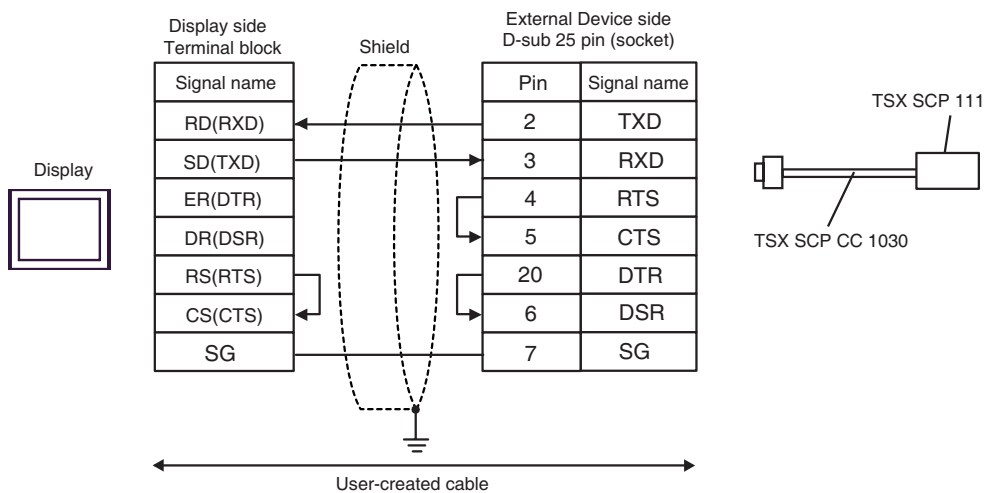 Display side
Terminal block
Shield
External Device side
D-sub 25 pin (socket)
Signal name
Pin Signal name
RD(RXD) 2 TXD
SD(TXD) 3 RXD
ER(DTR) 4 RTS
DR(DSR) 5 CTS
RS(RTS) 20 DTR
CS(CTS) 6 DSR
SG 7 SG
Display
TSX SCP 111
TSX SCP CC 1030
User-created cable